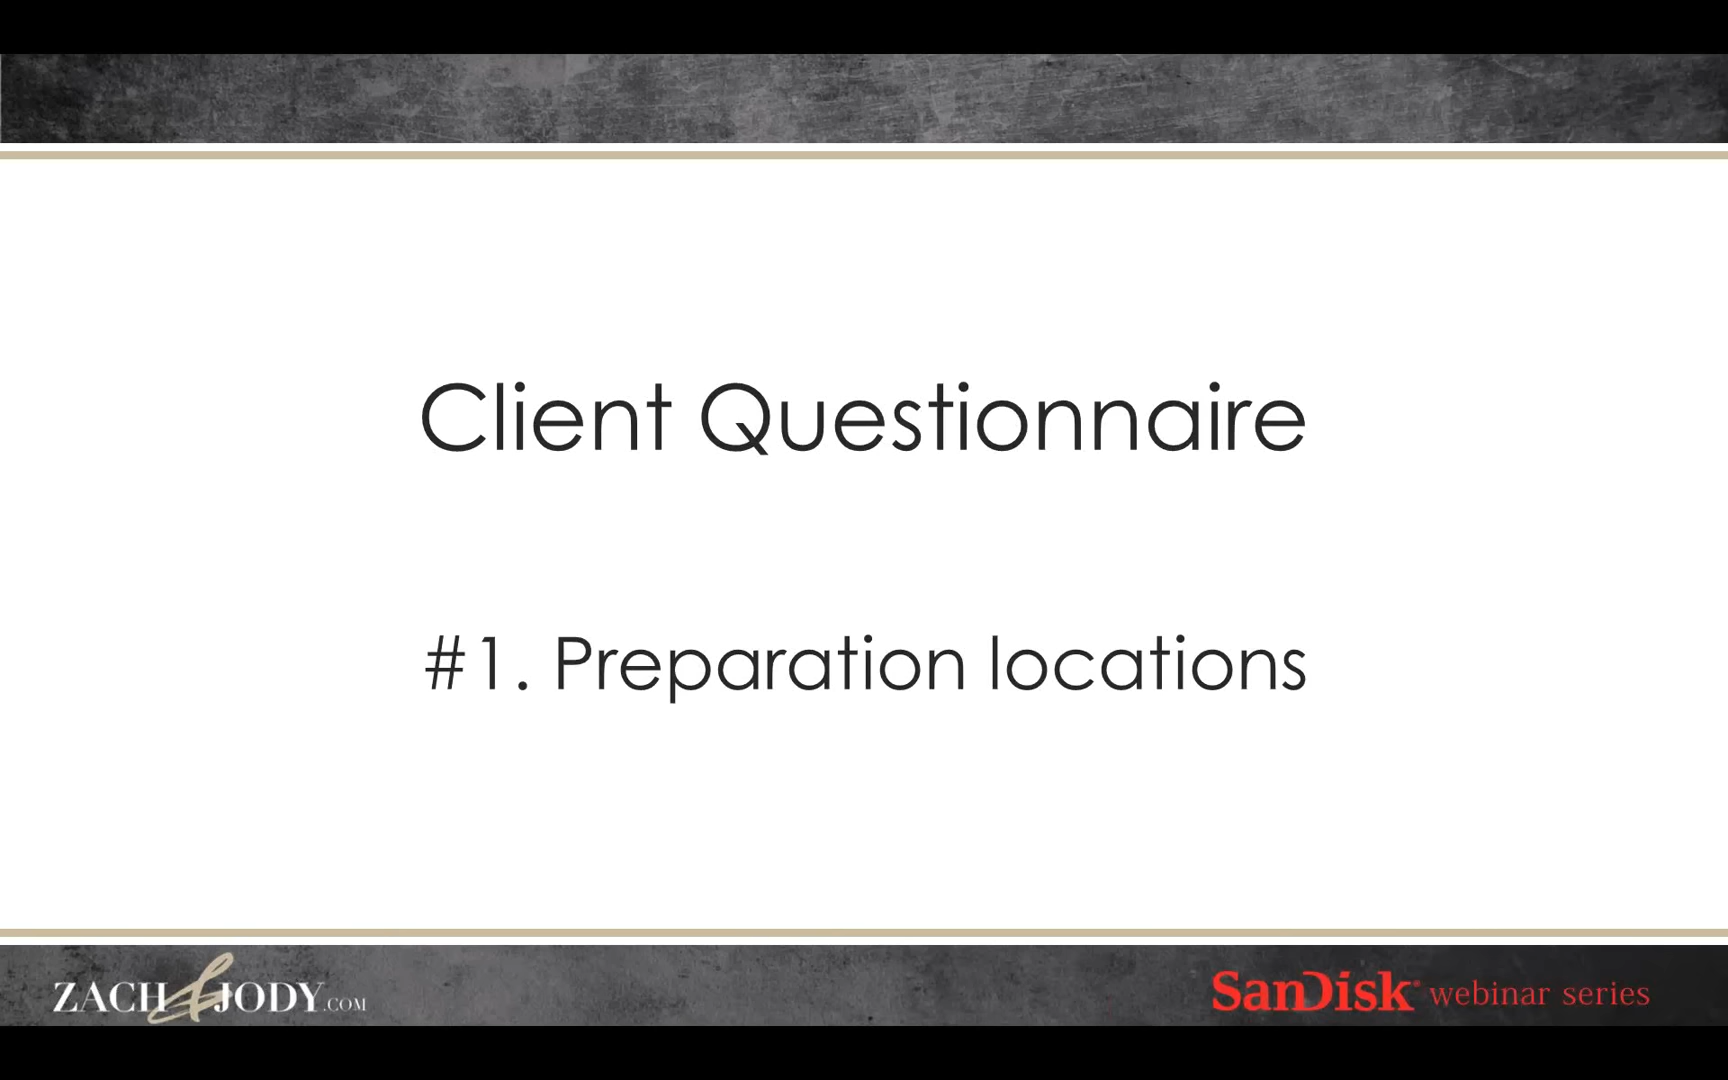 Client Questionnaire
#1. Preparation locations
ZACH & JODY.COM
SanDisk® webinar series